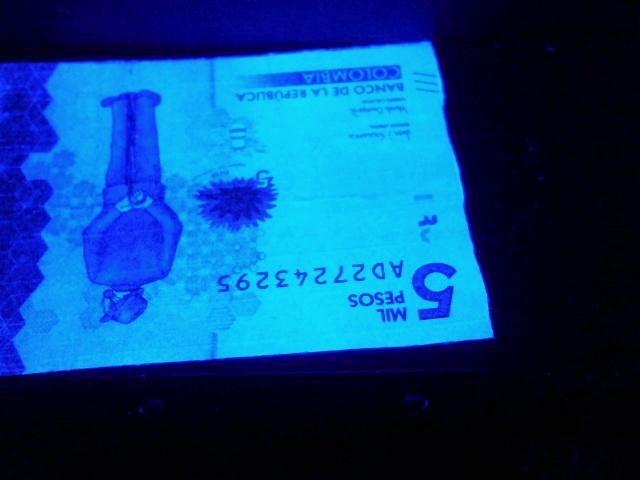 COLOMBIA
BANCO DE LA REPÚBLICA
AD27243295
5
MIL
PESOS
5